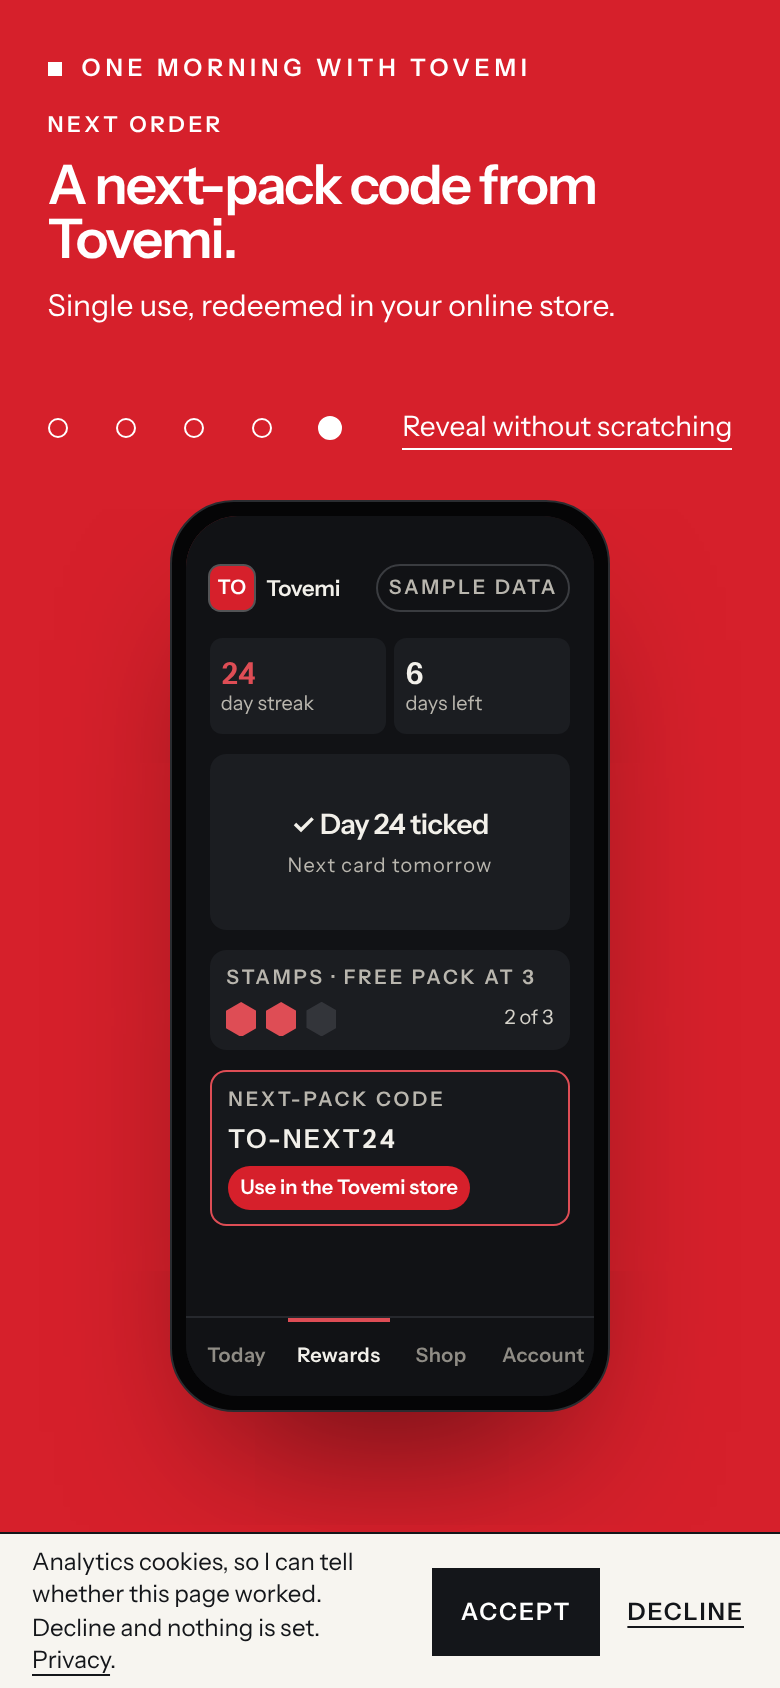 ONE MORNING WITH TOVEMI
NEXT ORDER
A next-pack code from
Tovemi.
Single use, redeemed in your online store.
Reveal without scratching
TO Tovemi SAMPLE DATA
24
day streak
6
days left
✓ Day 24 ticked
Next card tomorrow
STAMPS · FREE PACK AT 3
2 of 3
NEXT-PACK CODE
TO-NEXT24
Use in the Tovemi store
Today Rewards Shop Account
Analytics cookies, so I can tell
whether this page worked.
Decline and nothing is set.
Privacy.
ACCEPT DECLINE